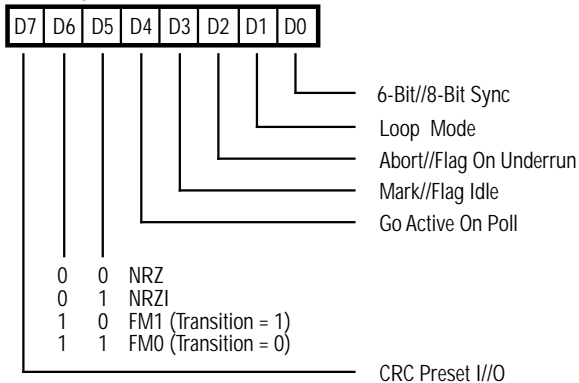 D7 D6 D5 D4 D3 D2 D1 D0
6-Bit//8-Bit Sync
Loop Mode
Abort//Flag On Underrun
Mark//Flag Idle
Go Active On Poll
0 0 NRZ
0 1 NRZI
1 0 FM1 (Transition = 1)
1 1 FM0 (Transition = 0)
CRC Preset I//O